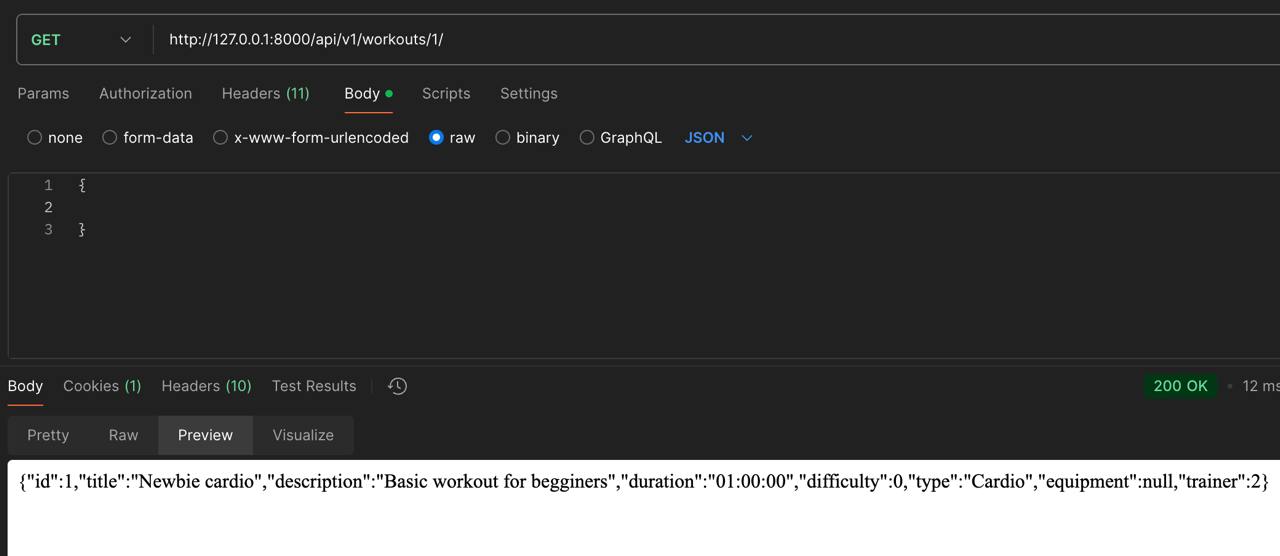 GET http://127.0.0.1:8000/api/v1/workouts/1/
Params Authorization Headers (11) Body Scripts Settings
none form-data x-www-form-urlencoded raw binary GraphQL JSON
1 {
2
3 }
Body Cookies (1) Headers (10) Test Results 200 OK 12 ms
Pretty Raw Preview Visualize
{"id":1,"title":"Newbie cardio","description":"Basic workout for begginers","duration":"01:00:00","difficulty":0,"type":"Cardio","equipment":null,"trainer":2}